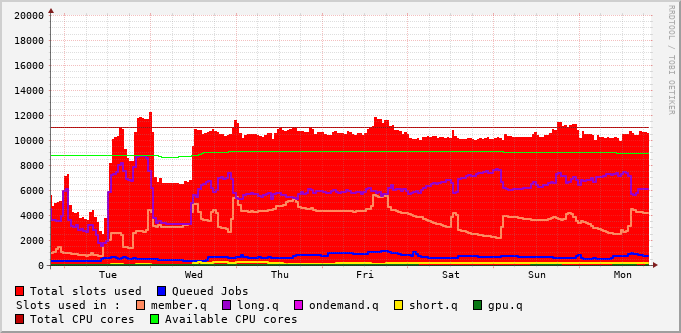 20000
18000
16000
14000
12000
10000
8000
6000
4000
2000
0
Tue Wed Thu Fri Sat Sun Mon
RRDTOOL / TOBI OETIKER
Total slots used Queued Jobs
Slots used in : member.q long.q ondemand.q short.q gpu.q
Total CPU cores Available CPU cores